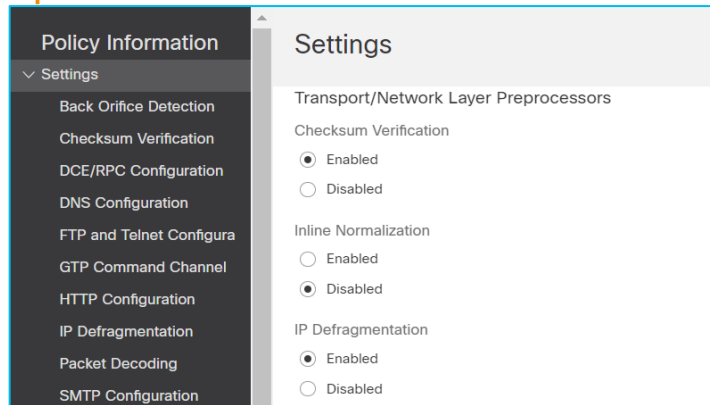 Policy Information
Settings
Back Orifice Detection
Checksum Verification
DCE/RPC Configuration
DNS Configuration
FTP and Telnet Configura
GTP Command Channel
HTTP Configuration
IP Defragmentation
Packet Decoding
SMTP Configuration
Settings
Transport/Network Layer Preprocessors
Checksum Verification
Enabled
Disabled
Inline Normalization
Enabled
Disabled
IP Defragmentation
Enabled
Disabled